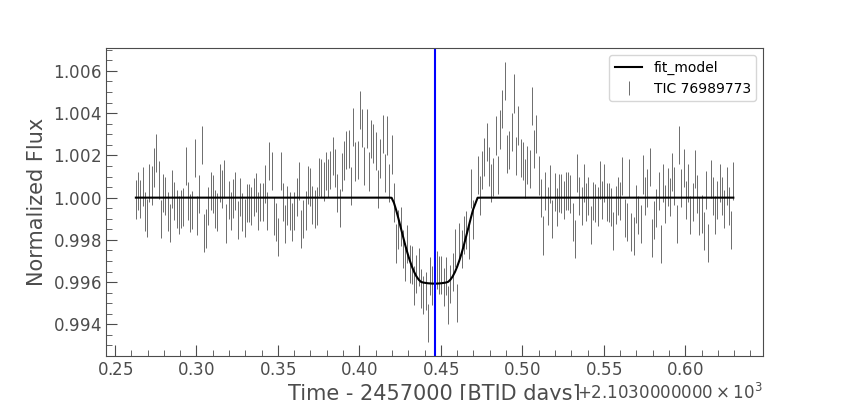 fit_model
TIC 76989773
Normalized Flux
1.006
1.004
1.002
1.000
0.998
0.996
0.994
0.25 0.30 0.35 0.40 0.45 0.50 0.55 0.60
Time - 2457000 [BTJD days] +2.1030000000 × 10³